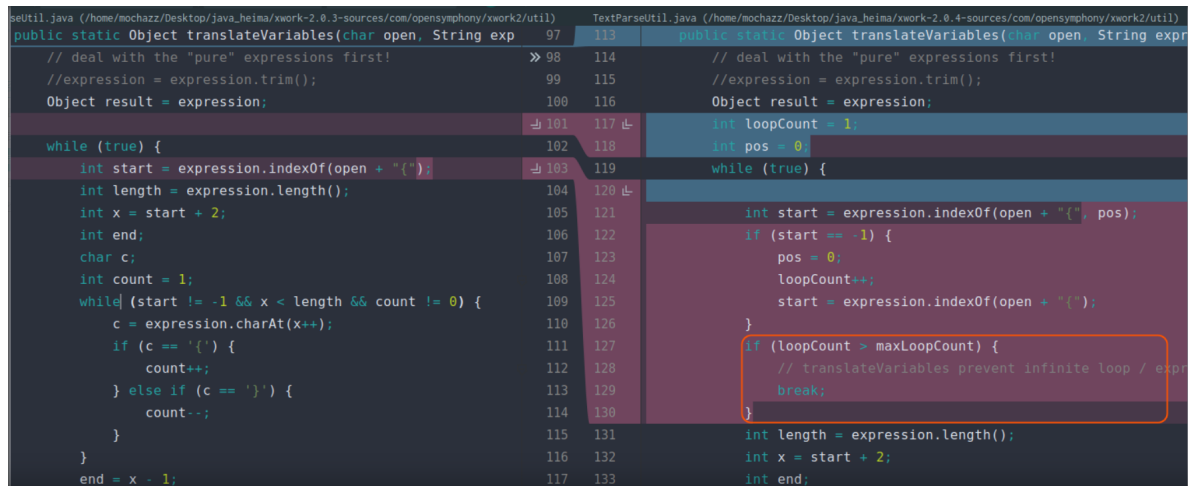 seUtil.java (/home/mochazz/Desktop/java_heima/xwork-2.0.3-sources/com/opensymphony/xwork2/util)
public static Object translateVariables(char open, String exp 97
// deal with the "pure" expressions first! 98
//expression = expression.trim(); 99
Object result = expression; 100
101
while (true) { 102
int start = expression.indexOf(open + "{"); 103
int length = expression.length(); 104
int x = start + 2; 105
int end; 106
char c; 107
int count = 1; 108
while (start != -1 && x < length && count != 0) { 109
c = expression.charAt(x++); 110
if (c == '{') { 111
count++; 112
} else if (c == '}') { 113
count--; 114
} 115
} 116
end = x - 1; 117
TextParseUtil.java (/home/mochazz/Desktop/java_heima/xwork-2.0.4-sources/com/opensymphony/xwork2/util)
113 public static Object translateVariables(char open, String expr
114 // deal with the "pure" expressions first!
115 //expression = expression.trim();
116 Object result = expression;
117 int loopCount = 1;
118 int pos = 0;
119 while (true) {
120
121 int start = expression.indexOf(open + "{", pos);
122 if (start == -1) {
123 pos = 0;
124 loopCount++;
125 start = expression.indexOf(open + "{");
126 }
127 if (loopCount > maxLoopCount) {
128 // translateVariables prevent infinite loop / expr
129 break;
130 }
131 int length = expression.length();
132 int x = start + 2;
133 int end;